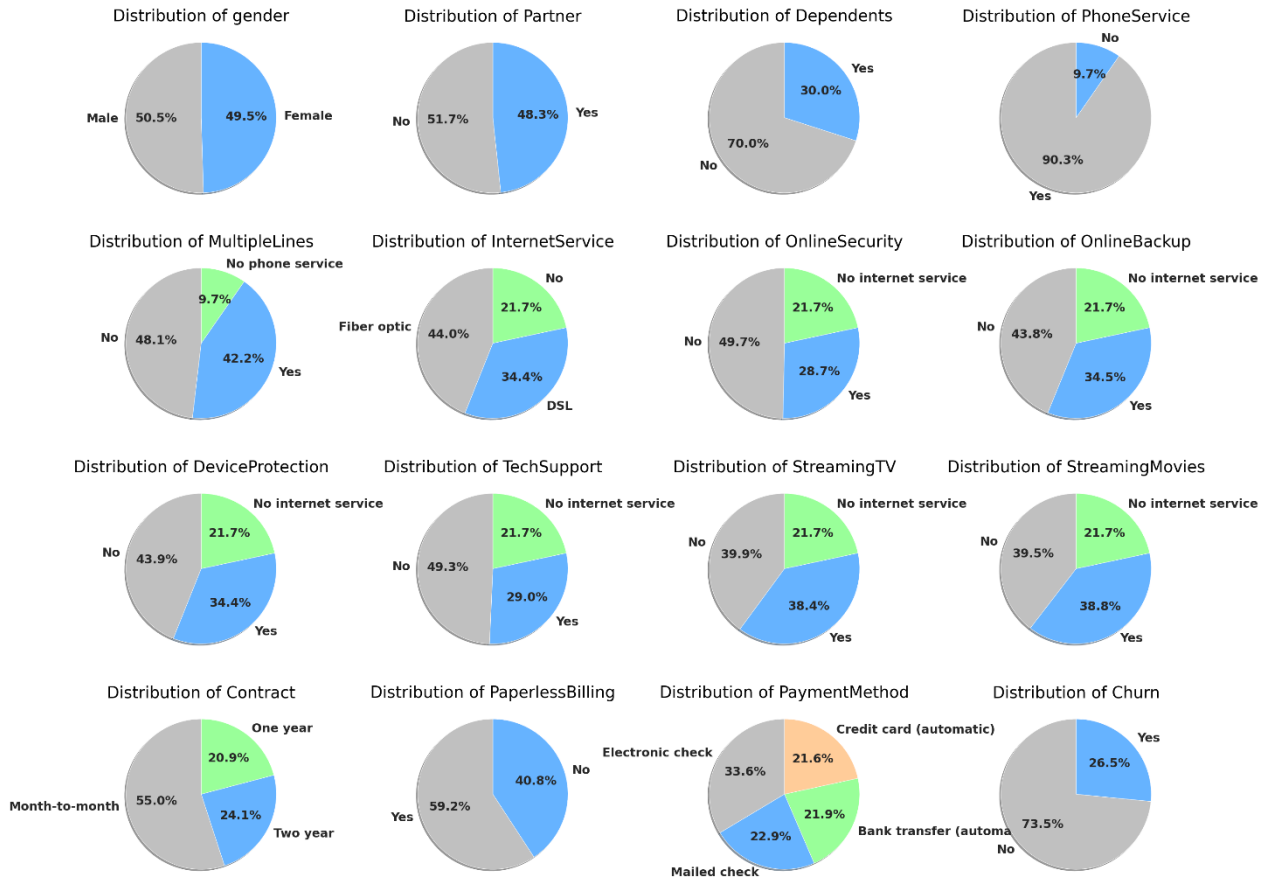 Distribution of gender
Male
50.5%
49.5%
Female
Distribution of Partner
No
51.7%
48.3%
Yes
Distribution of Dependents
Yes
30.0%
70.0%
No
Distribution of PhoneService
No
9.7%
90.3%
Yes
Distribution of MultipleLines
No phone service
9.7%
No
48.1%
42.2%
Yes
Distribution of InternetService
No
21.7%
Fiber optic
44.0%
34.4%
DSL
Distribution of OnlineSecurity
No internet service
21.7%
No
49.7%
28.7%
Yes
Distribution of OnlineBackup
No internet service
21.7%
No
43.8%
34.5%
Yes
Distribution of DeviceProtection
No internet service
21.7%
No
43.9%
34.4%
Yes
Distribution of TechSupport
No internet service
21.7%
No
49.3%
29.0%
Yes
Distribution of StreamingTV
No internet service
21.7%
No
39.9%
38.4%
Yes
Distribution of StreamingMovies
No internet service
21.7%
No
39.5%
38.8%
Yes
Distribution of Contract
One year
20.9%
Month-to-month
55.0%
24.1%
Two year
Distribution of PaperlessBilling
No
40.8%
59.2%
Yes
Distribution of PaymentMethod
Credit card (automatic)
21.6%
Electronic check
33.6%
21.9%
Bank transfer (automa
22.9%
Mailed check
Distribution of Churn
Yes
26.5%
73.5%
No